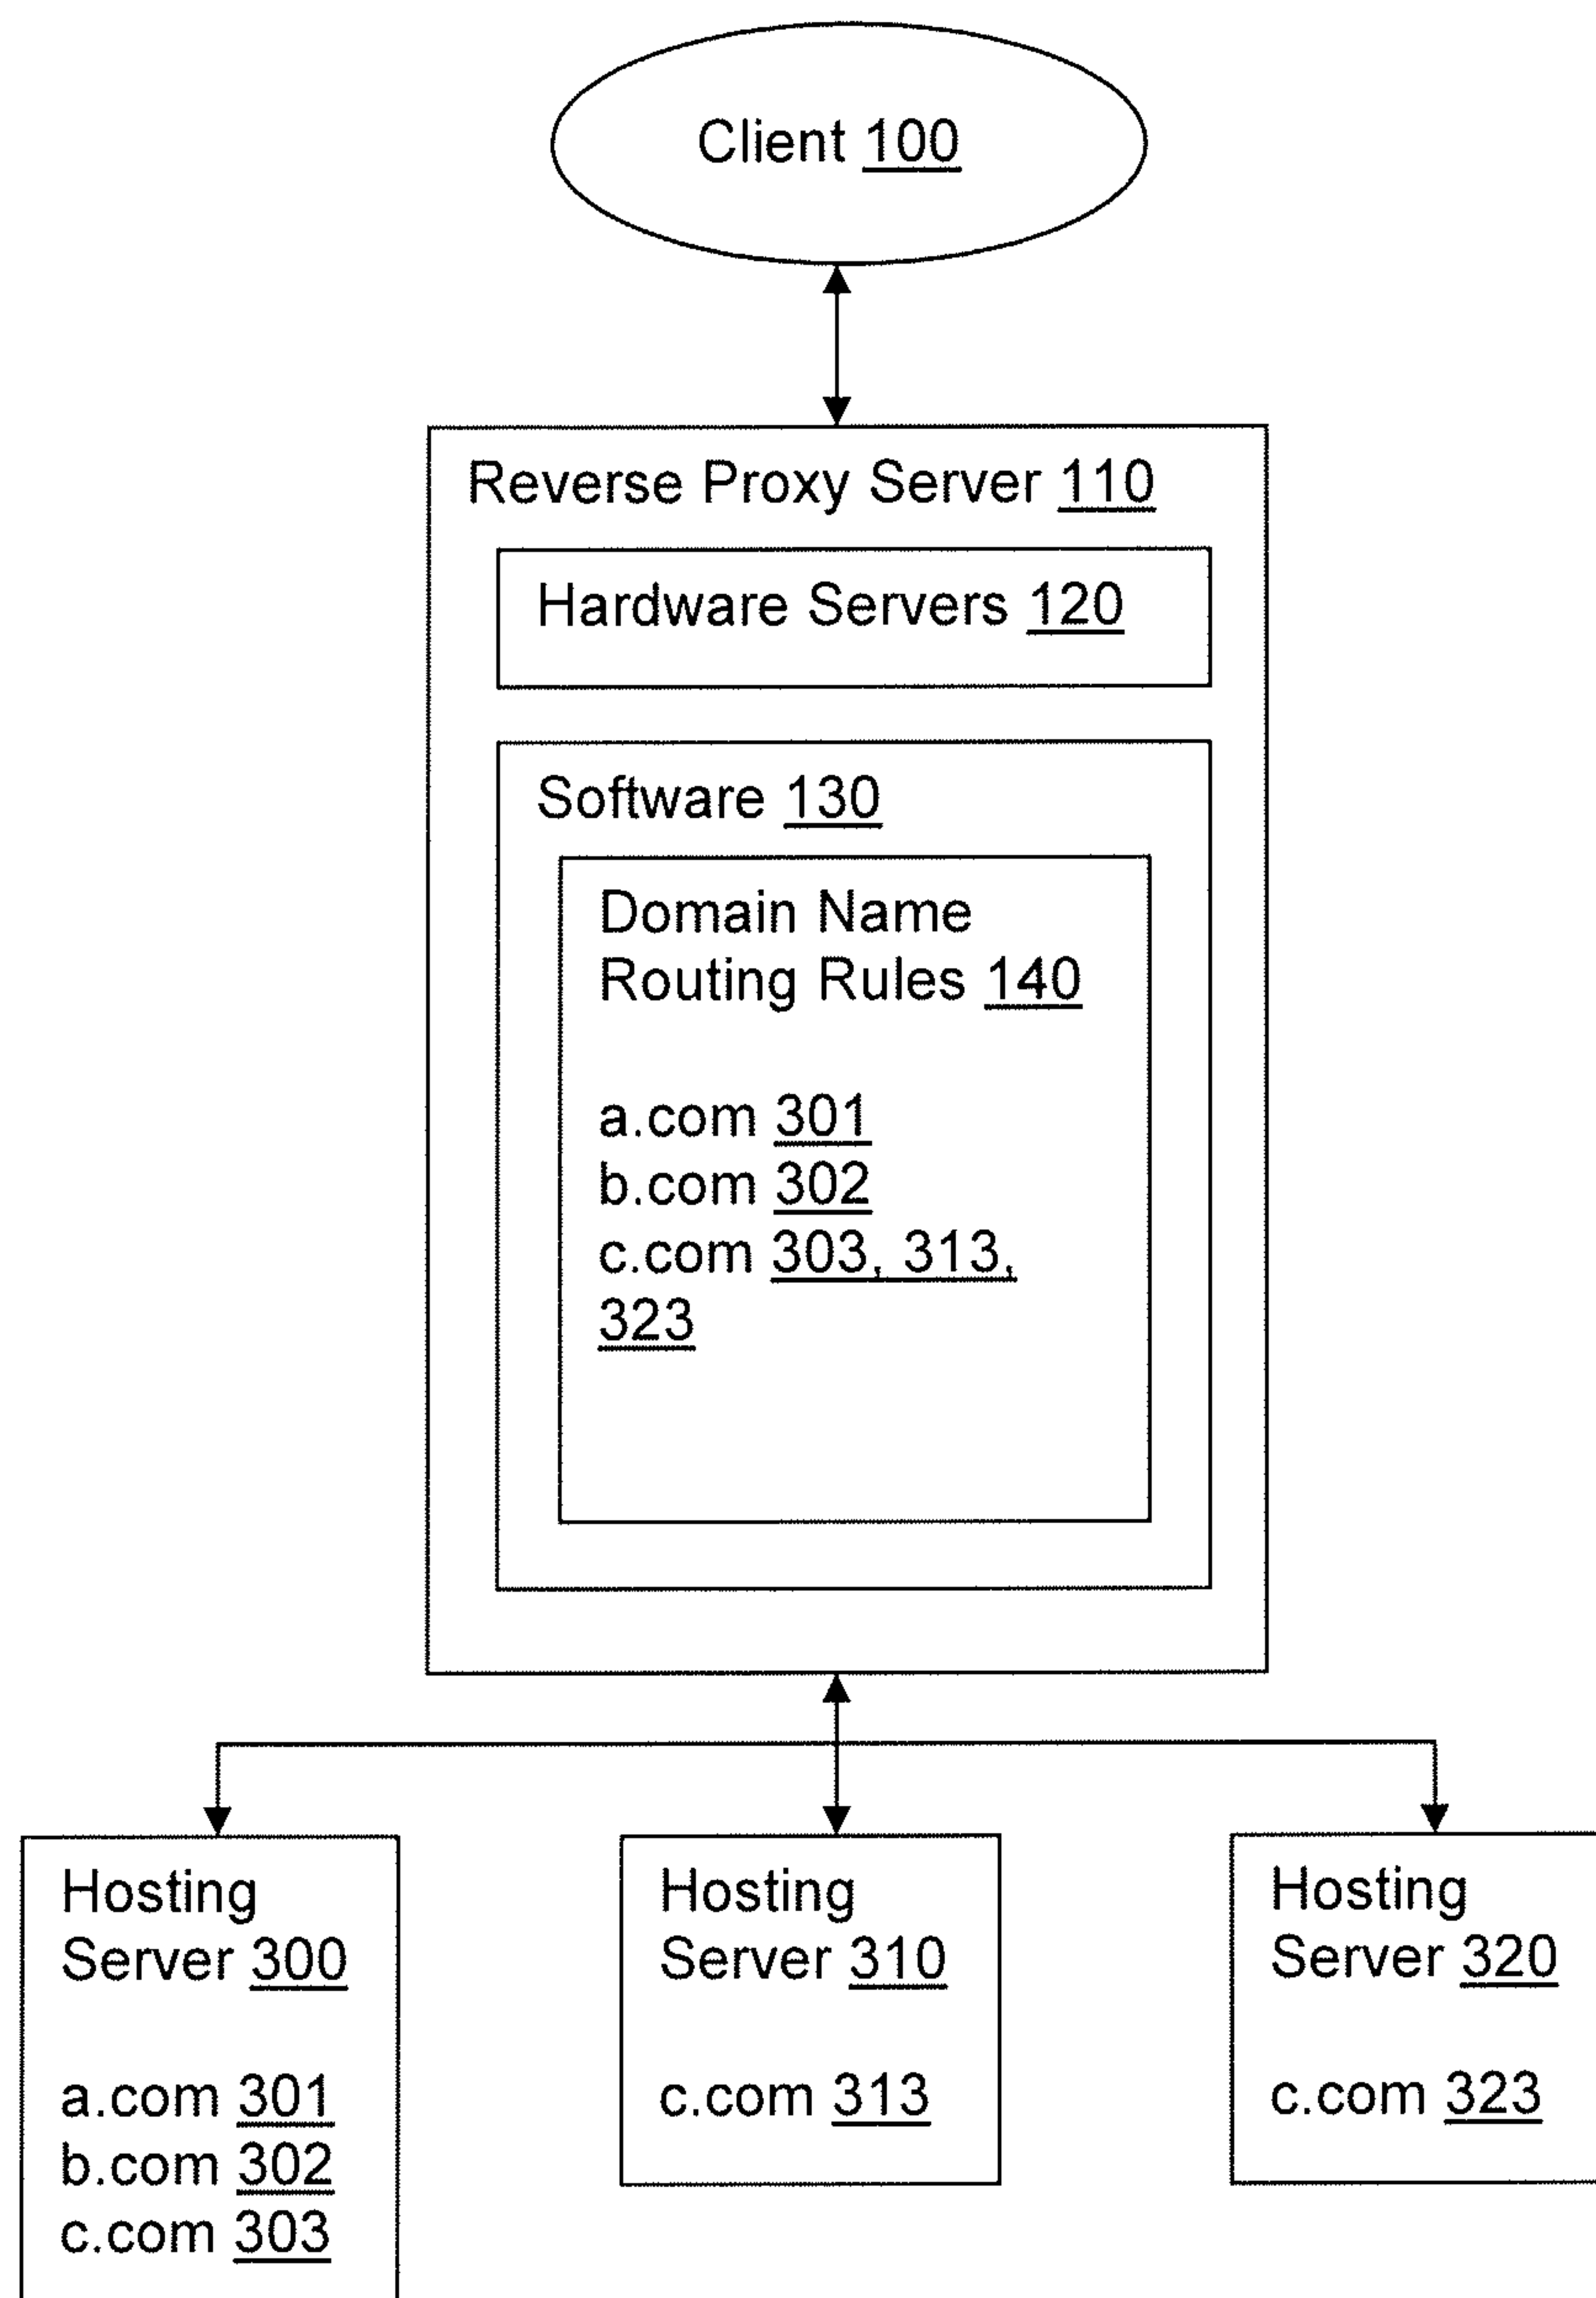 Client 100
Reverse Proxy Server 110
Hardware Servers 120
Software 130
Domain Name
Routing Rules 140
a.com 301
b.com 302
c.com 303, 313,
323
Hosting
Server 300
a.com 301
b.com 302
c.com 303
Hosting
Server 310
c.com 313
Hosting
Server 320
c.com 323